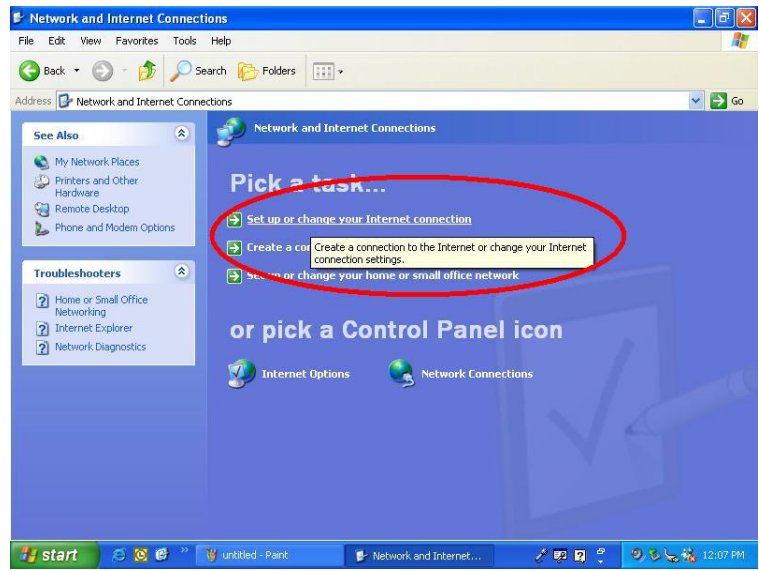 Network and Internet Connections
File Edit View Favorites Tools Help
Back Search Folders
Address Network and Internet Connections Go
See Also
My Network Places
Printers and Other
Hardware
Remote Desktop
Phone and Modem Options
Troubleshooters
Home or Small Office
Networking
Internet Explorer
Network Diagnostics
Network and Internet Connections
Pick a task...
Set up or change your Internet connection
Create a con
Create a connection to the Internet or change your Internet
connection settings.
Set up or change your home or small office network
or pick a Control Panel icon
Internet Options
Network Connections
start
untitled - Paint
Network and Internet...
12:07 PM